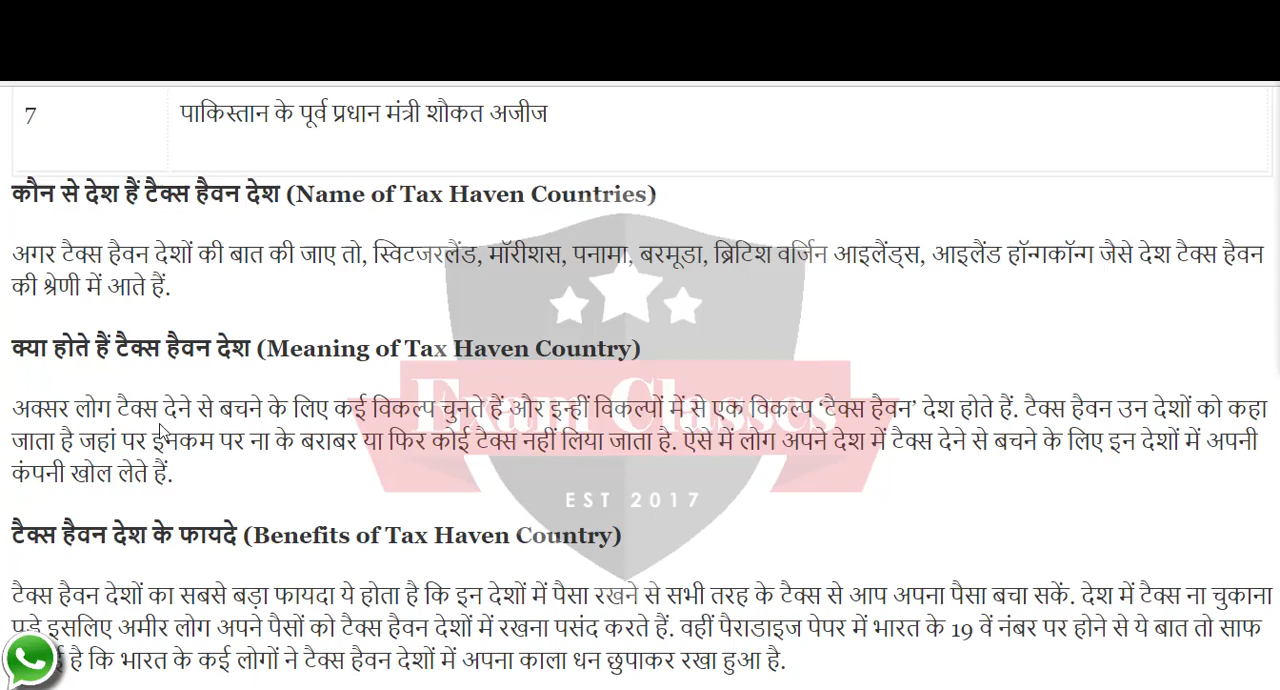 7 पाकिस्तान के पूर्व प्रधान मंत्री शौकत अजीज
कौन से देश हैं टैक्स हैवन देश (Name of Tax Haven Countries)
अगर टैक्स हैवन देशों की बात की जाए तो, स्विटजरलैंड, मॉरीशस, पनामा, बरमूडा, ब्रिटिश वर्जिन आइलैंड्स, आइलैंड हॉन्गकॉन्ग जैसे देश टैक्स हैवन
की श्रेणी में आते हैं.
क्या होते हैं टैक्स हैवन देश (Meaning of Tax Haven Country)
अक्सर लोग टैक्स देने से बचने के लिए कई विकल्प चुनते हैं और इन्हीं विकल्पों में से एक विकल्प ‘टैक्स हैवन’ देश होते हैं. टैक्स हैवन उन देशों को कहा
जाता है जहां पर इनकम पर ना के बराबर या फिर कोई टैक्स नहीं लिया जाता है. ऐसे में लोग अपने देश में टैक्स देने से बचने के लिए इन देशों में अपनी
कंपनी खोल लेते हैं.
Exam Classes
EST 2017
टैक्स हैवन देश के फायदे (Benefits of Tax Haven Country)
टैक्स हैवन देशों का सबसे बड़ा फायदा ये होता है कि इन देशों में पैसा रखने से सभी तरह के टैक्स से आप अपना पैसा बचा सकें. देश में टैक्स ना चुकाना
पड़े इसलिए अमीर लोग अपने पैसों को टैक्स हैवन देशों में रखना पसंद करते हैं. वहीं पैराडाइज पेपर में भारत के 19 वें नंबर पर होने से ये बात तो साफ
है कि भारत के कई लोगों ने टैक्स हैवन देशों में अपना काला धन छुपाकर रखा हुआ है.